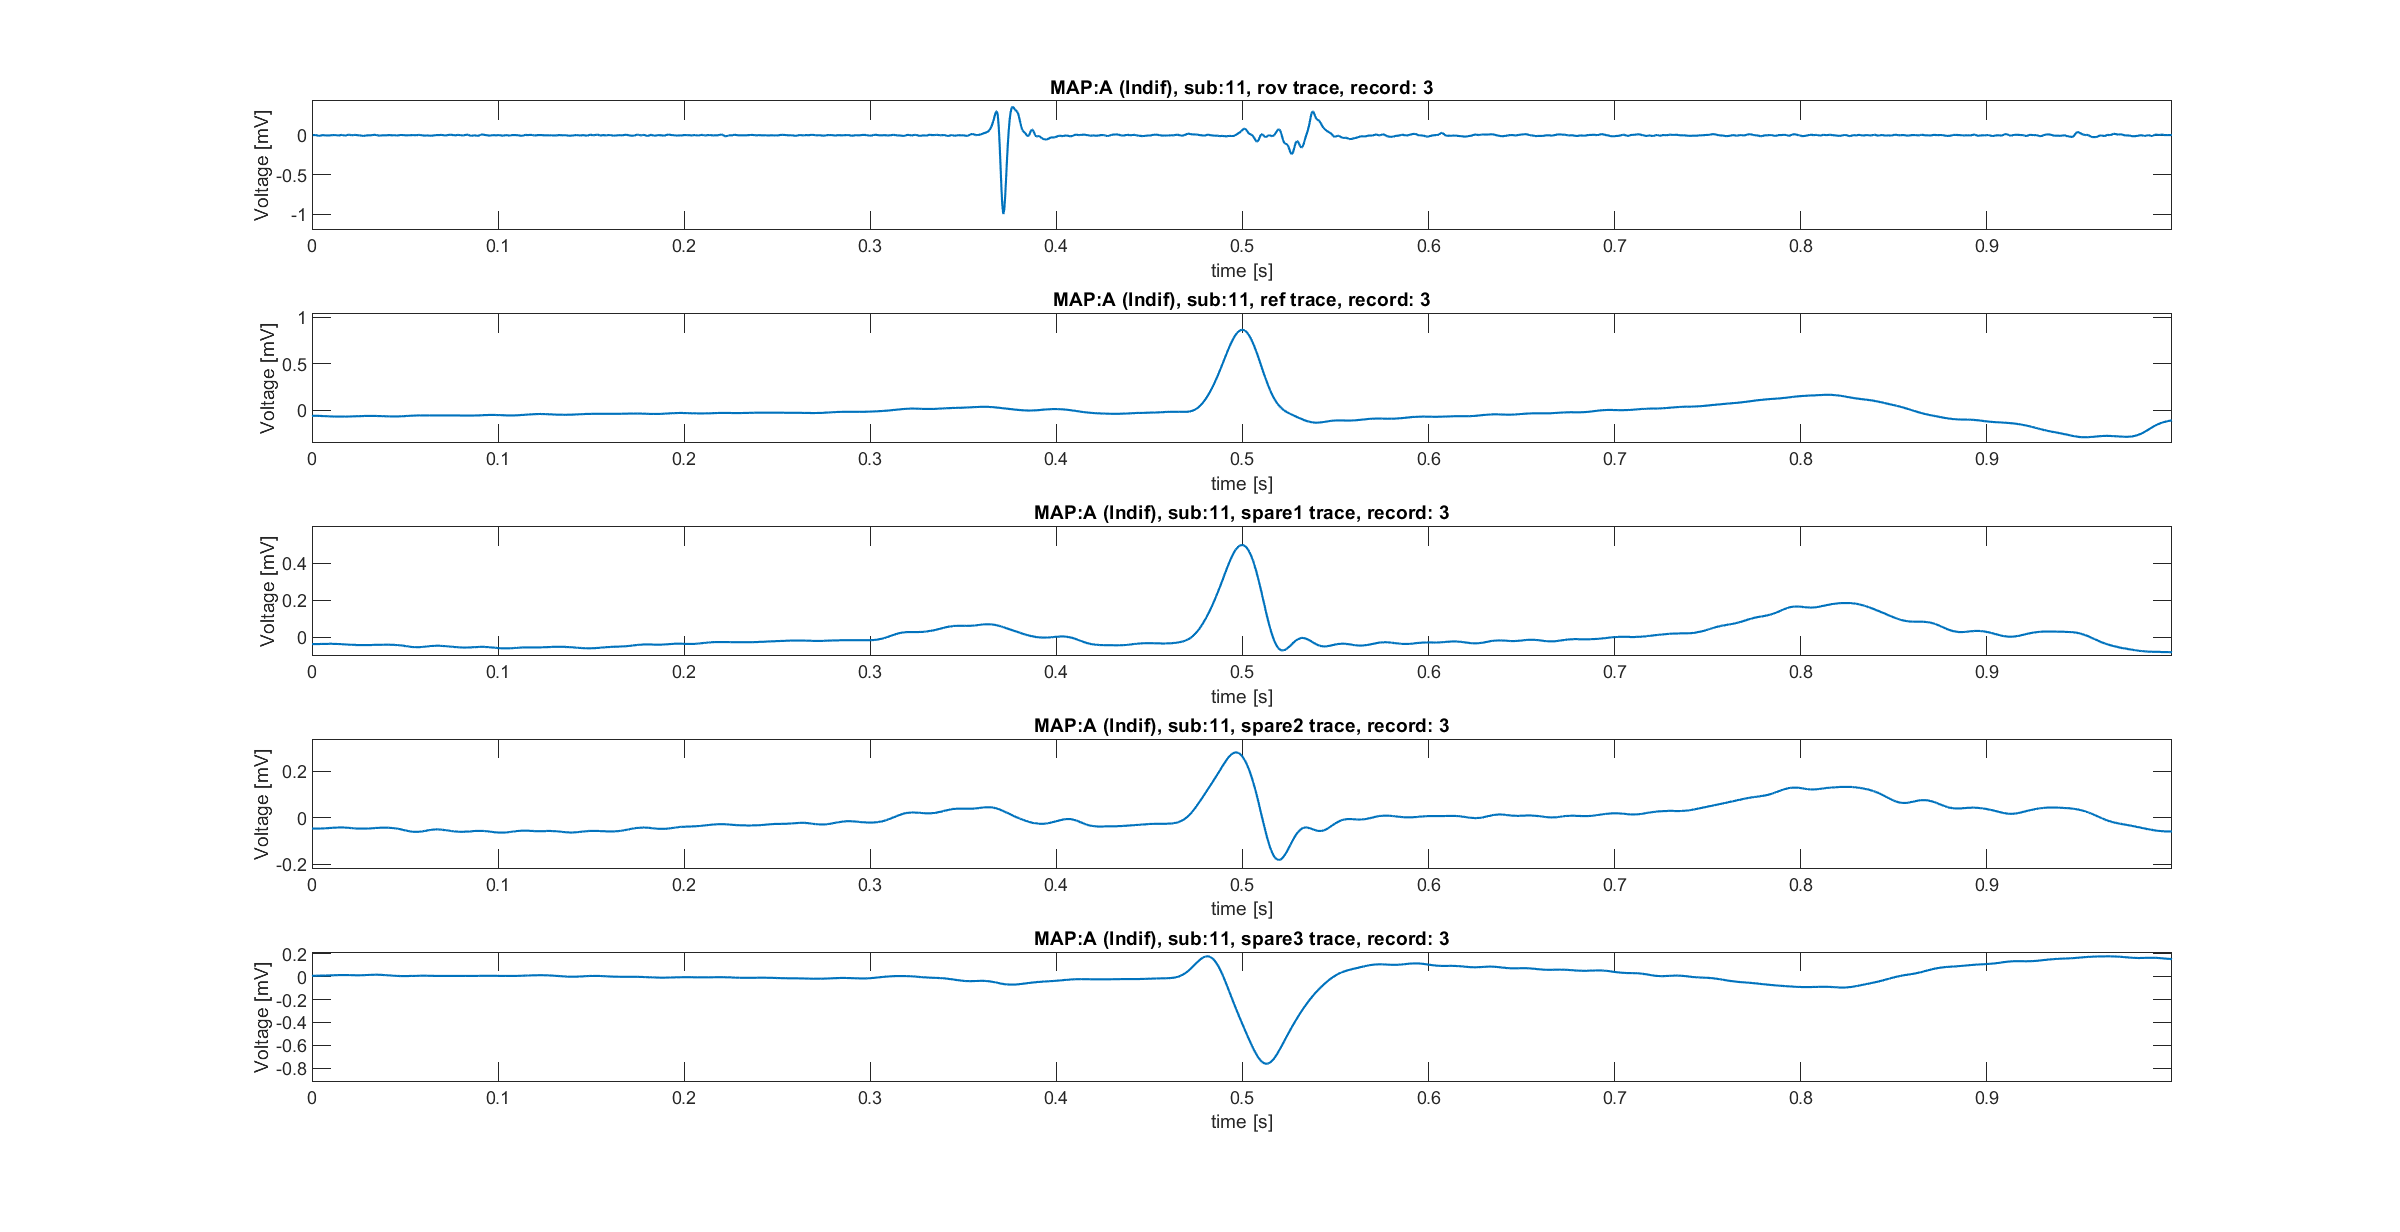 MAP:A (Indif), sub:11, rov trace, record: 3
Voltage [mV]
0
-0.5
-1
0 0.1 0.2 0.3 0.4 0.5 0.6 0.7 0.8 0.9
time [s]
MAP:A (Indif), sub:11, ref trace, record: 3
Voltage [mV]
1
0.5
0
0 0.1 0.2 0.3 0.4 0.5 0.6 0.7 0.8 0.9
time [s]
MAP:A (Indif), sub:11, spare1 trace, record: 3
Voltage [mV]
0.4
0.2
0
0 0.1 0.2 0.3 0.4 0.5 0.6 0.7 0.8 0.9
time [s]
MAP:A (Indif), sub:11, spare2 trace, record: 3
Voltage [mV]
0.2
0
-0.2
0 0.1 0.2 0.3 0.4 0.5 0.6 0.7 0.8 0.9
time [s]
MAP:A (Indif), sub:11, spare3 trace, record: 3
Voltage [mV]
0.2
0
-0.2
-0.4
-0.6
-0.8
0 0.1 0.2 0.3 0.4 0.5 0.6 0.7 0.8 0.9
time [s]